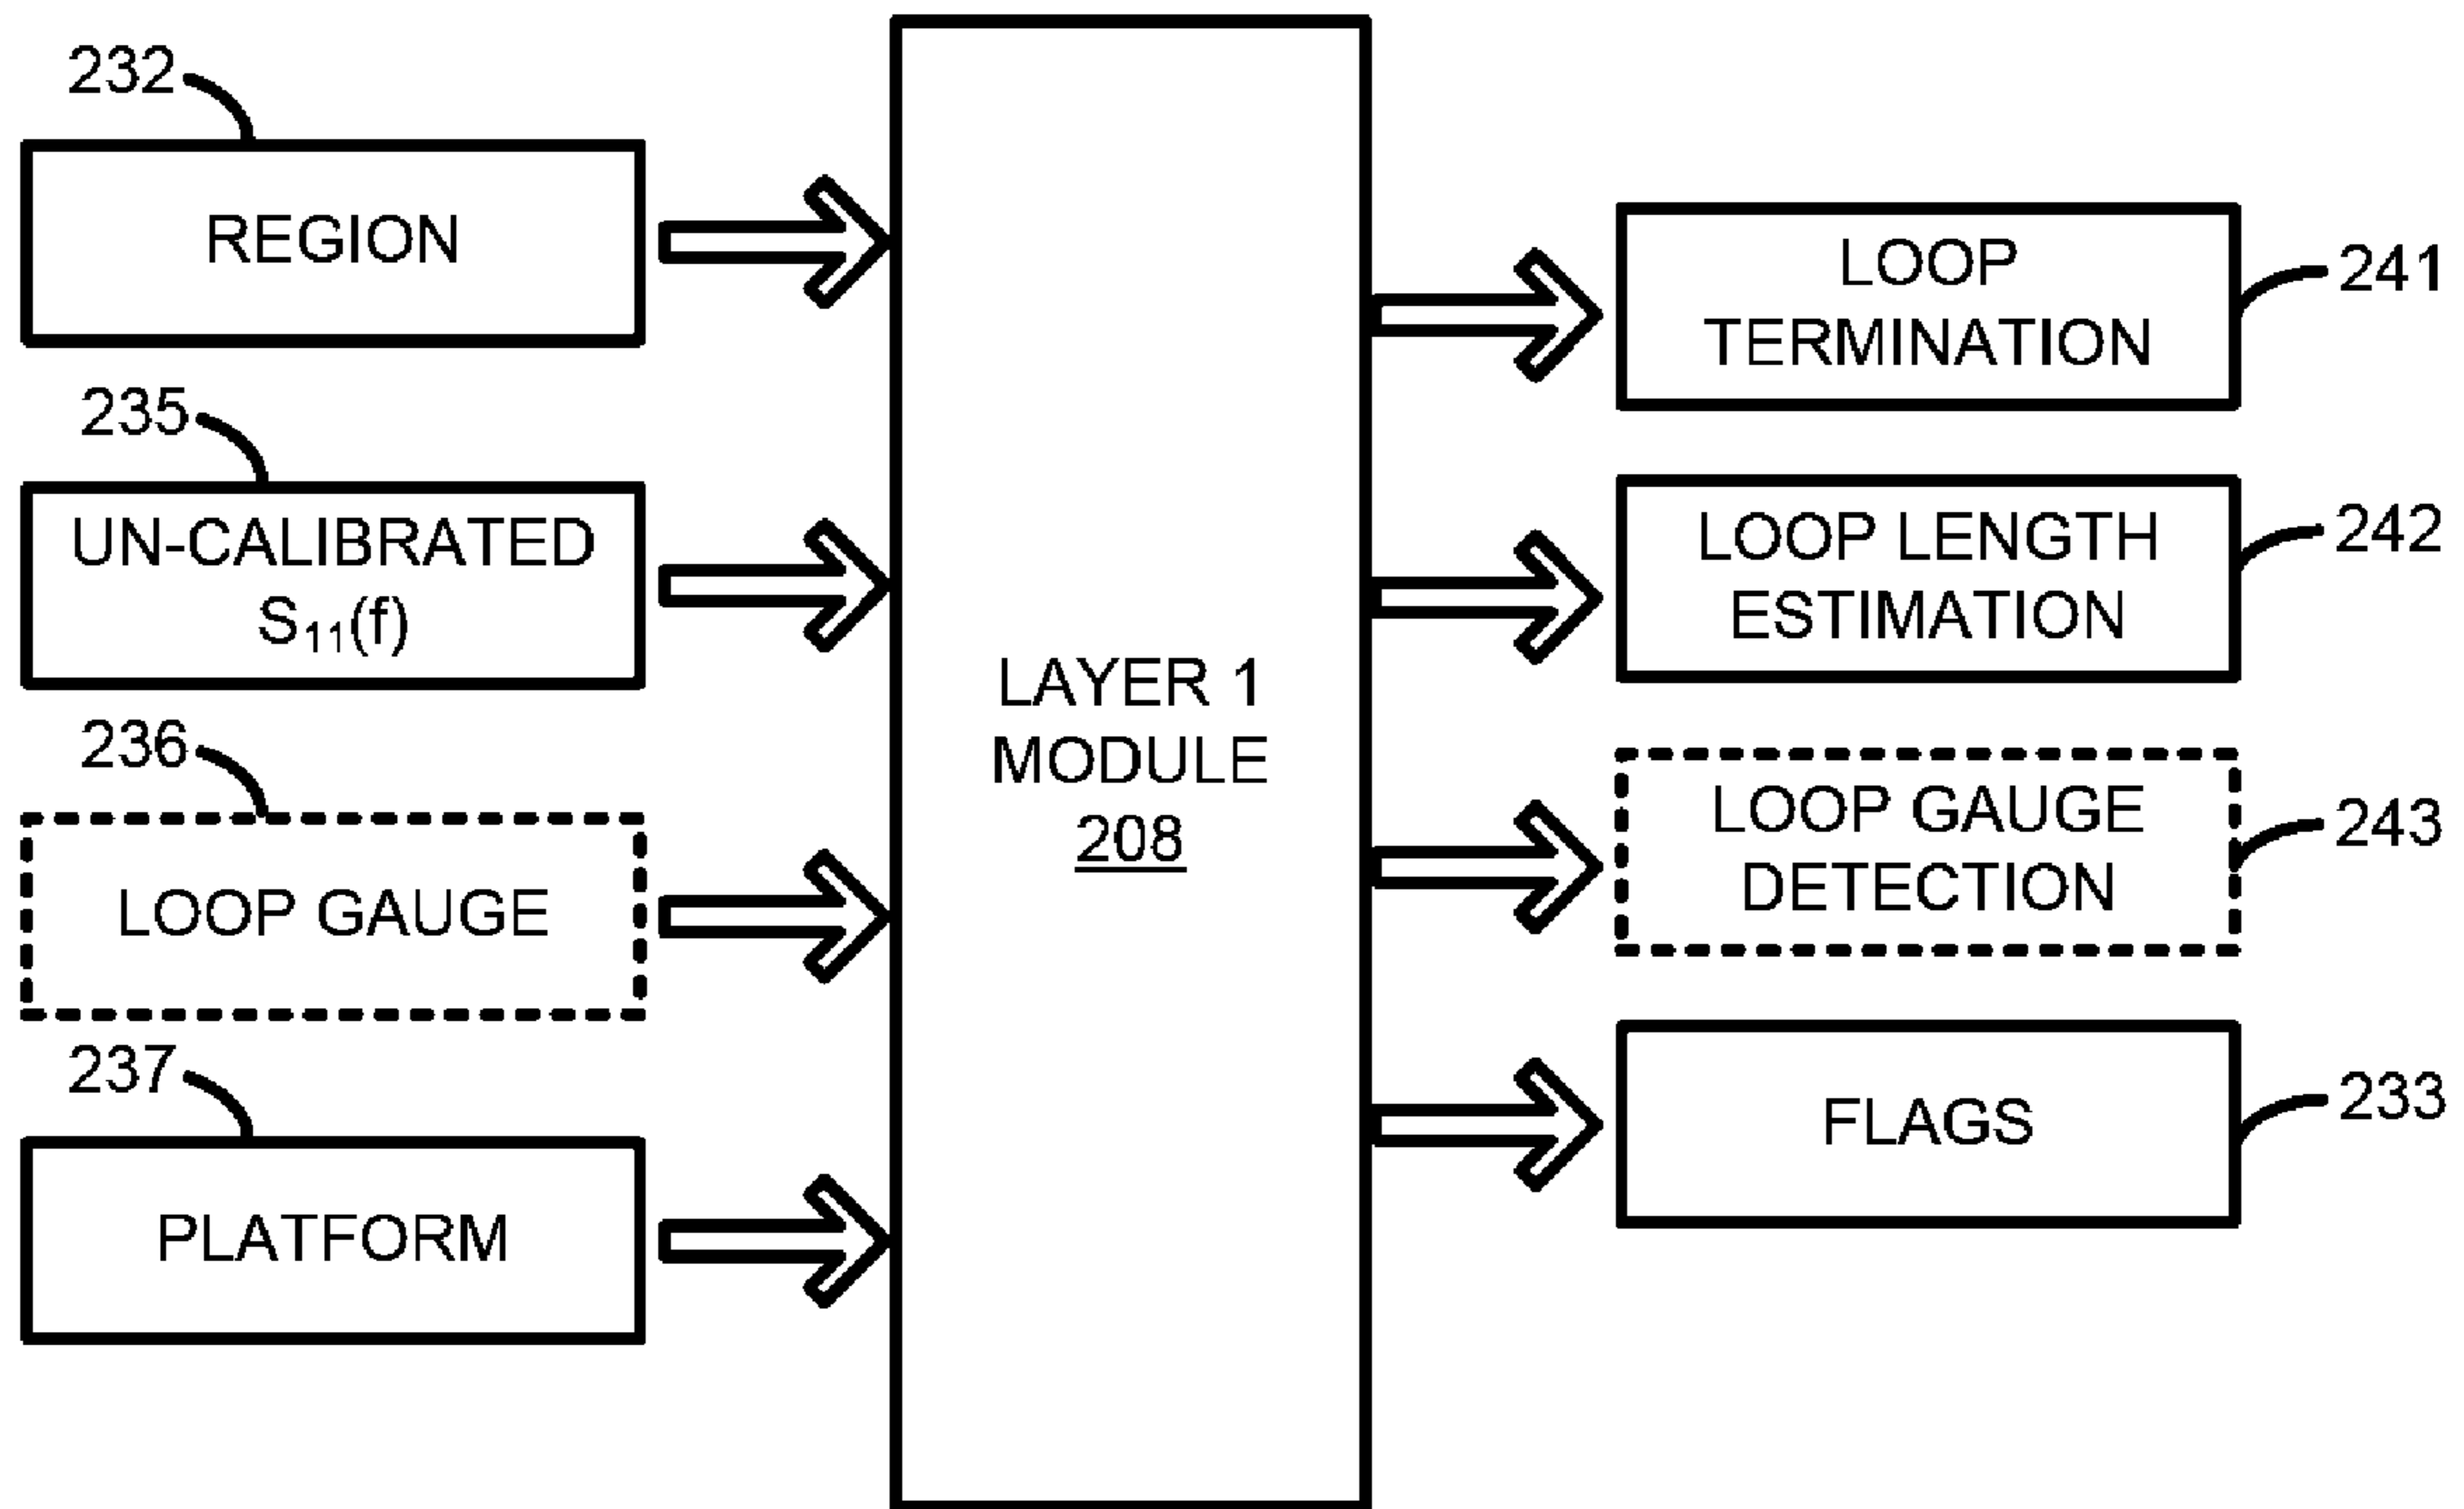 232
REGION
235
UN-CALIBRATED
S₁₁(f)
236
LOOP GAUGE
237
PLATFORM
LAYER 1
MODULE
208
LOOP
TERMINATION
241
LOOP LENGTH
ESTIMATION
242
LOOP GAUGE
DETECTION
243
FLAGS
233